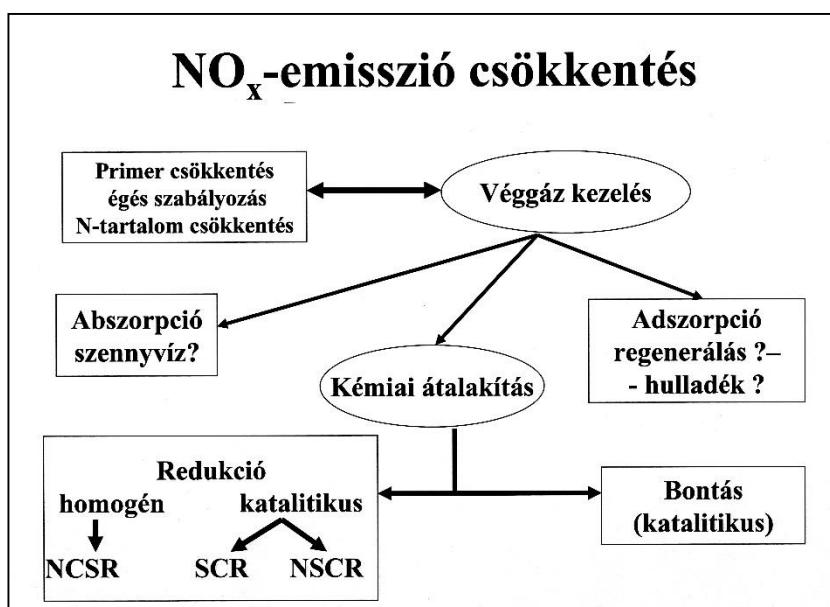 NOx-emisszió csökkentés
Primer csökkentés
égés szabályozás
N-tartalom csökkentés
Véggáz kezelés
Abszorpció
szennyvíz?
Kémiai átalakítás
Adszorpció
regenerálás ?–
- hulladék ?
Redukció
homogén katalitikus
NCSR SCR NSCR
Bontás
(katalitikus)